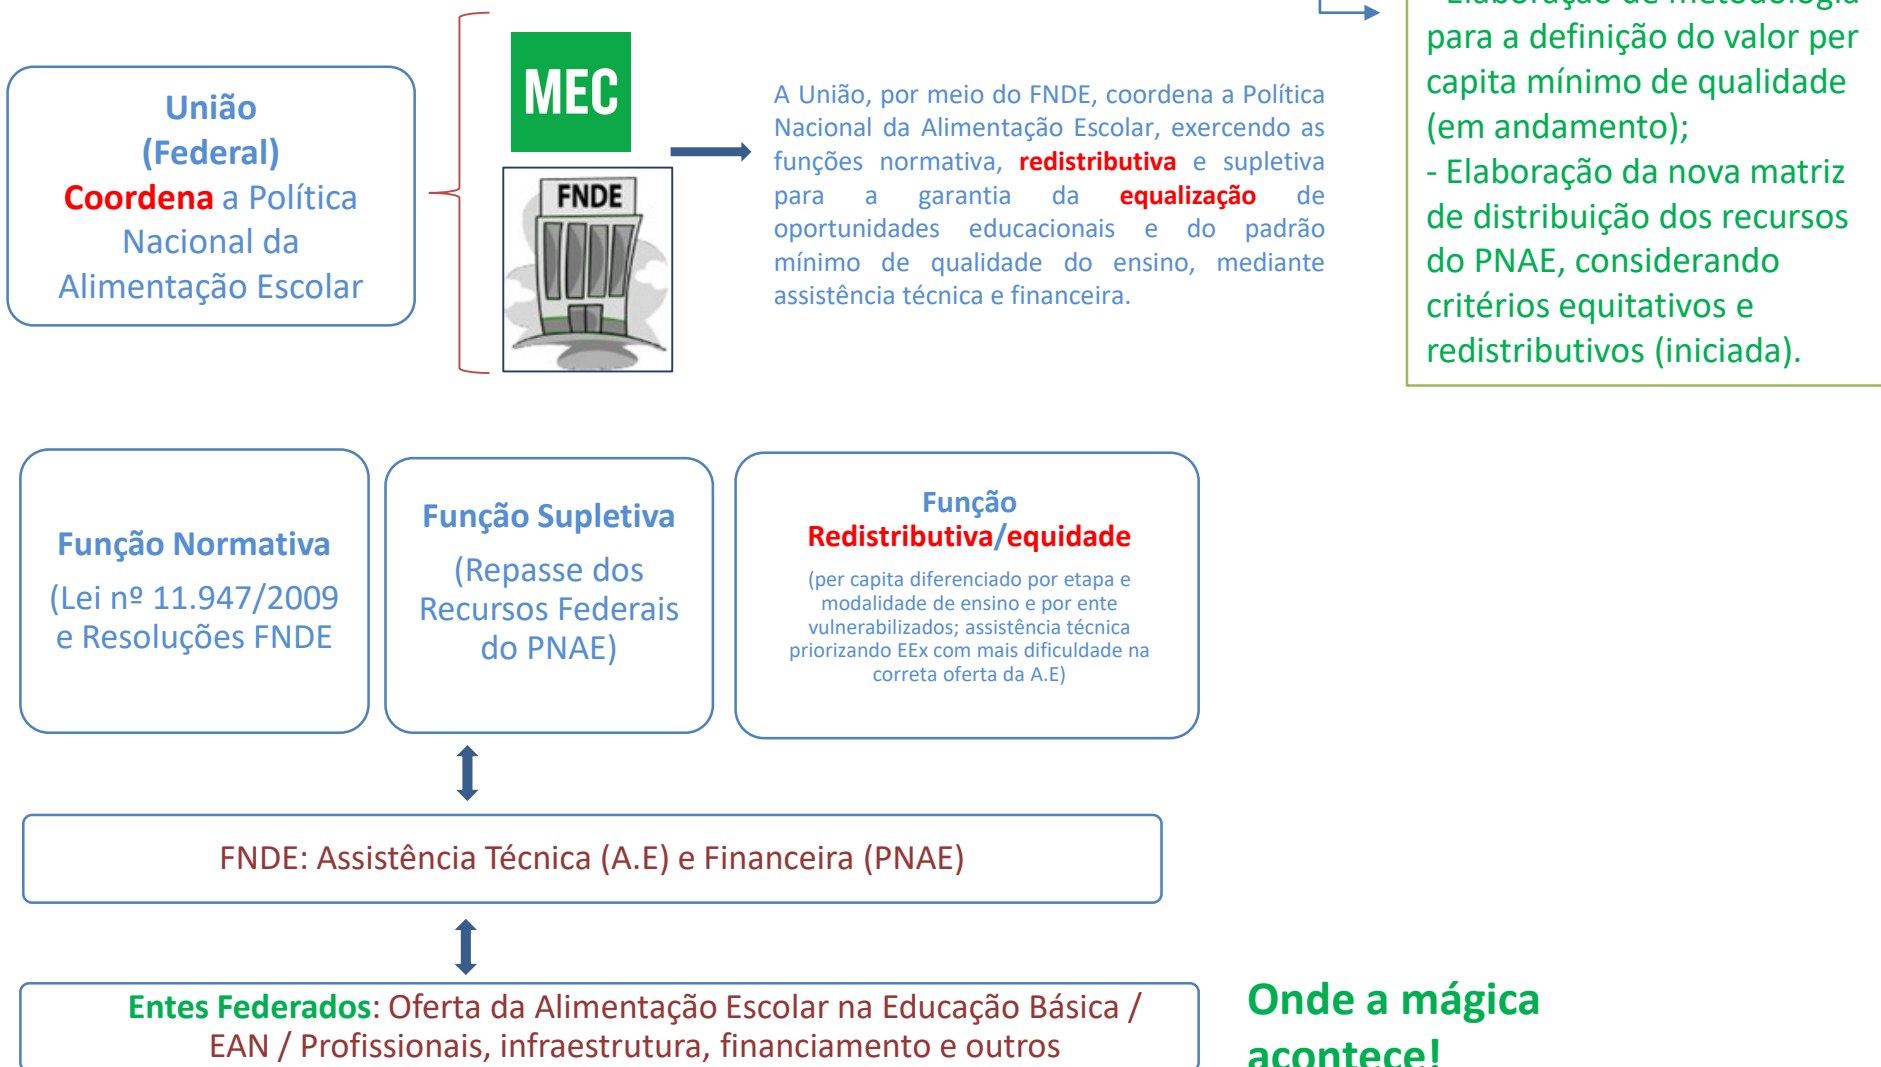 União
(Federal)
Coordena a Política
Nacional da
Alimentação Escolar
MEC
FNDE
A União, por meio do FNDE, coordena a Política
Nacional da Alimentação Escolar, exercendo as
funções normativa, redistributiva e supletiva
para a garantia da equalização de
oportunidades educacionais e do padrão
mínimo de qualidade do ensino, mediante
assistência técnica e financeira.
- Elaboração de metodologia
para a definição do valor per
capita mínimo de qualidade
(em andamento);
- Elaboração da nova matriz
de distribuição dos recursos
do PNAE, considerando
critérios equitativos e
redistributivos (iniciada).
Função Normativa
(Lei nº 11.947/2009
e Resoluções FNDE
Função Supletiva
(Repasse dos
Recursos Federais
do PNAE)
Função
Redistributiva/equidade
(per capita diferenciado por etapa e
modalidade de ensino e por ente
vulnerabilizados; assistência técnica
priorizando EEx com mais dificuldade na
correta oferta da A.E)
FNDE: Assistência Técnica (A.E) e Financeira (PNAE)
Entes Federados: Oferta da Alimentação Escolar na Educação Básica /
EAN / Profissionais, infraestrutura, financiamento e outros
Onde a mágica
acontece!